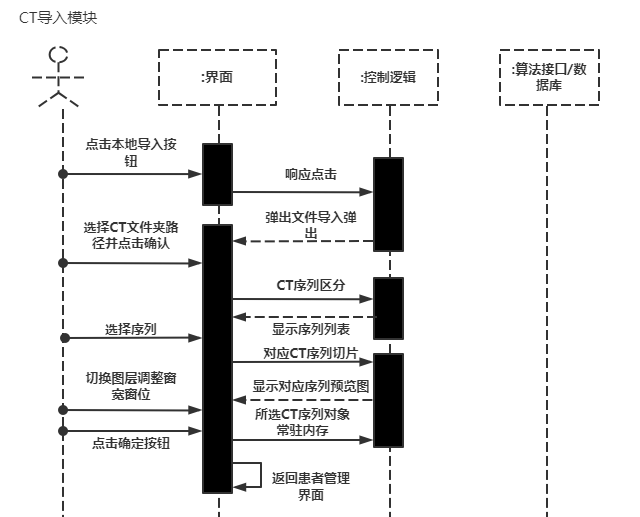 CT导入模块
:界面
:控制逻辑
:算法接口/数
据库
点击本地导入按
钮
响应点击
弹出文件导入弹
出
选择CT文件夹路
径并点击确认
CT序列区分
显示序列列表
选择序列
对应CT序列切片
切换图层调整窗
宽窗位
显示对应序列预览图
所选CT序列对象
常驻内存
点击确定按钮
返回患者管理
界面